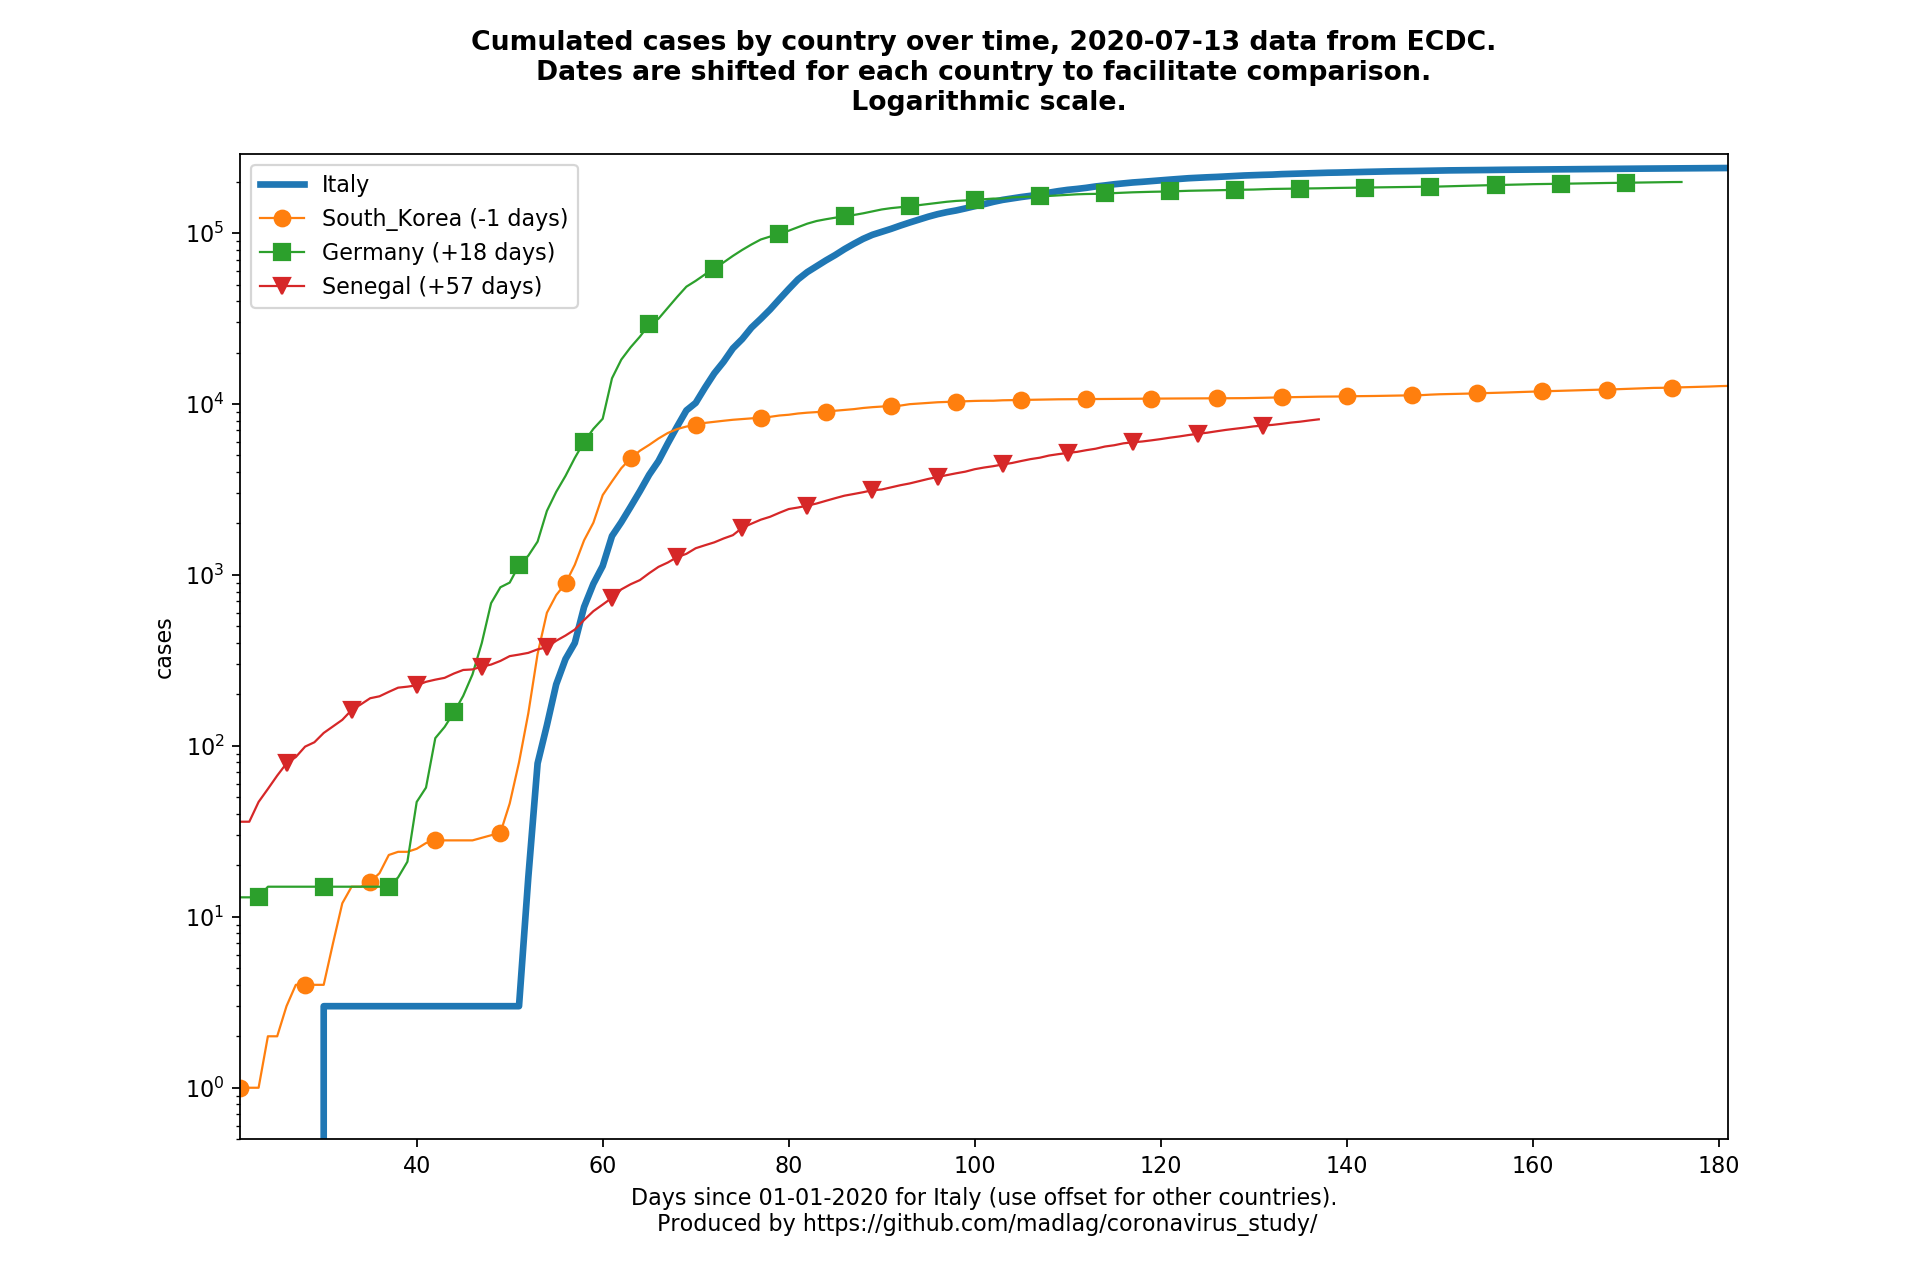 Cumulated cases by country over time, 2020-07-13 data from ECDC.
Dates are shifted for each country to facilitate comparison.
Logarithmic scale.
Italy
South_Korea (-1 days)
Germany (+18 days)
Senegal (+57 days)
10^5
10^4
10^3
10^2
10^1
10^0
cases
40 60 80 100 120 140 160 180
Days since 01-01-2020 for Italy (use offset for other countries).
Produced by https://github.com/madlag/coronavirus_study/